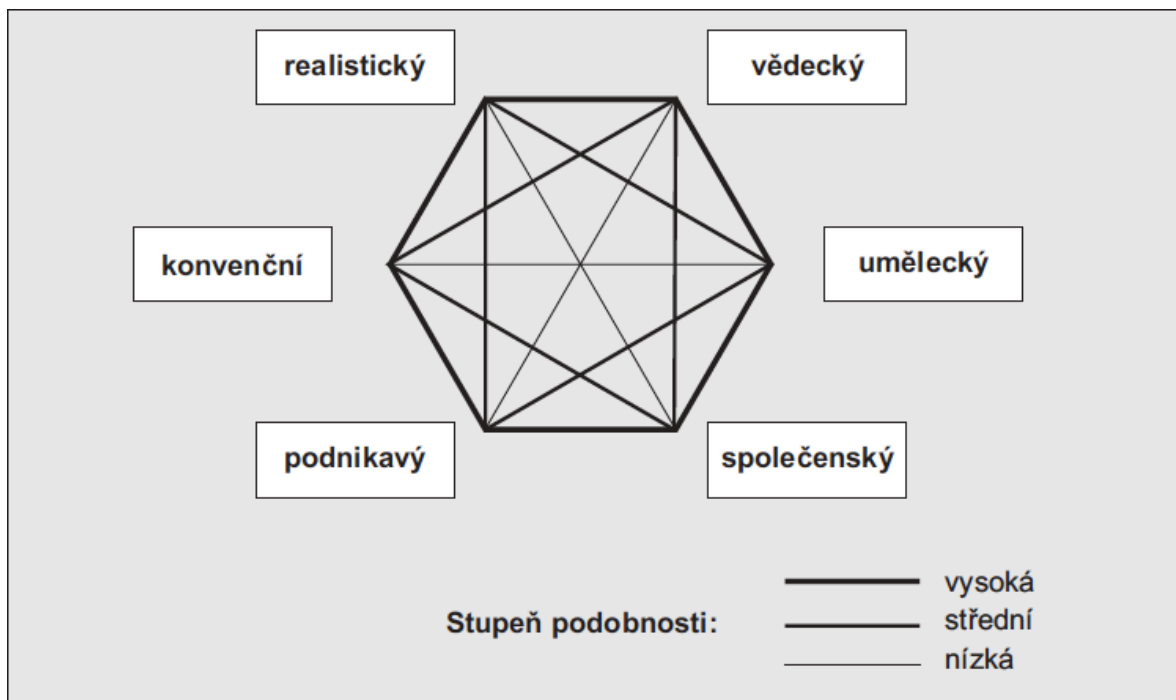 realistický
vědecký
konvenční
umělecký
podnikavý
společenský
Stupeň podobnosti:
vysoká
střední
nízká